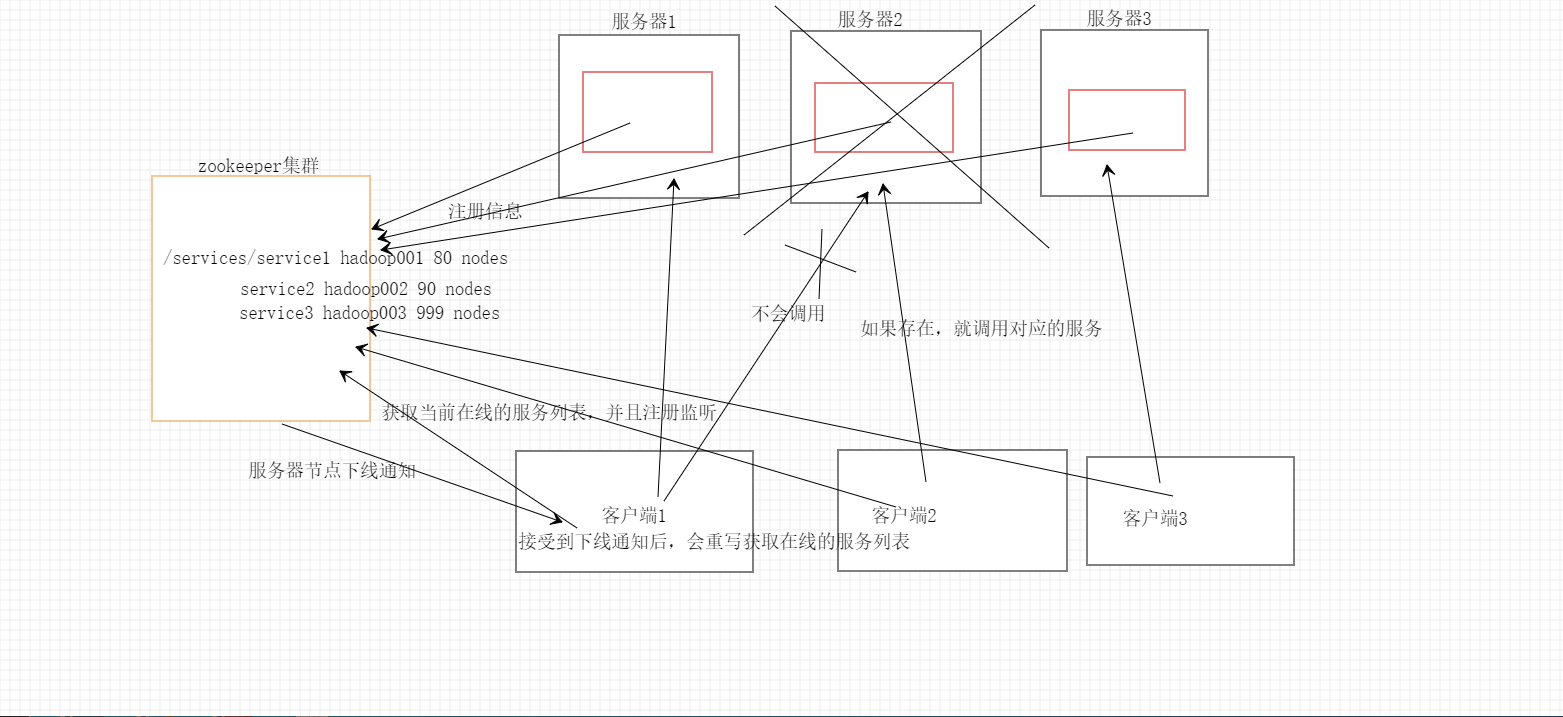 服务器1
服务器2
服务器3
zookeeper集群
注册信息
/services/service1 hadoop001 80 nodes
service2 hadoop002 90 nodes
service3 hadoop003 999 nodes
不会调用
如果存在，就调用对应的服务
获取当前在线的服务列表，并且注册监听
服务器节点下线通知
客户端1
客户端2
客户端3
接受到下线通知后，会重写获取在线的服务列表